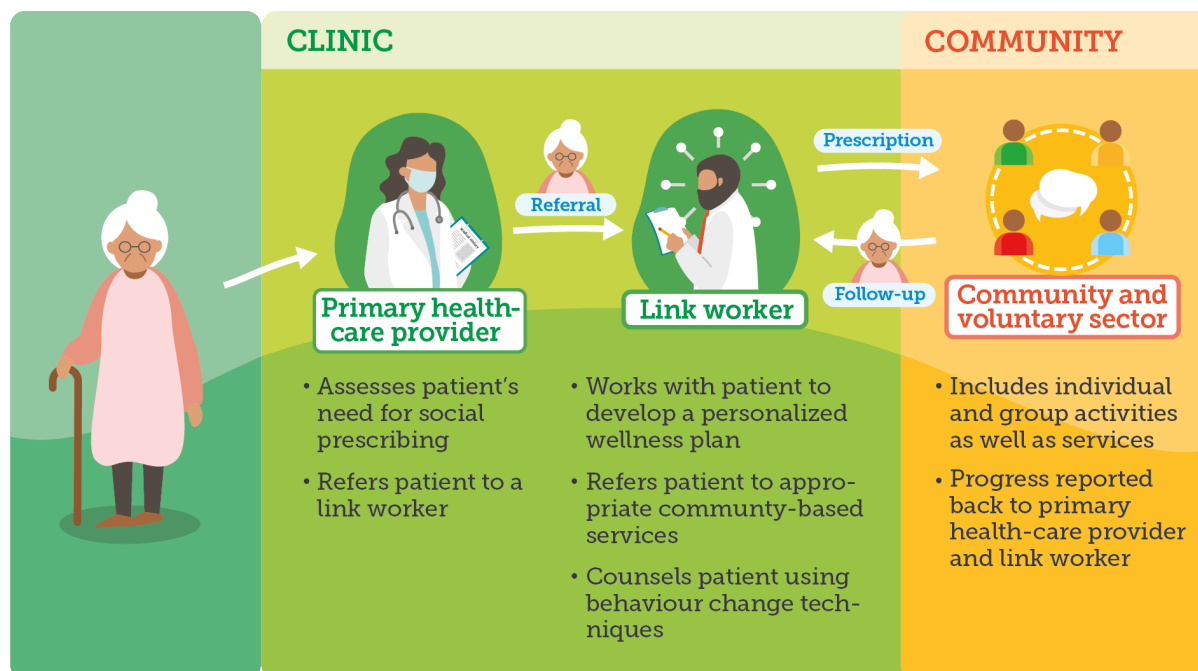 CLINIC
COMMUNITY
Referral
Prescription
Follow-up
Primary health-
care provider
Link worker
Community and
voluntary sector
• Assesses patient's
need for social
prescribing
• Refers patient to a
link worker
• Works with patient to
develop a personalized
wellness plan
• Refers patient to appro-
priate communty-based
services
• Counsels patient using
behaviour change tech-
niques
• Includes individual
and group activities
as well as services
• Progress reported
back to primary
health-care provider
and link worker